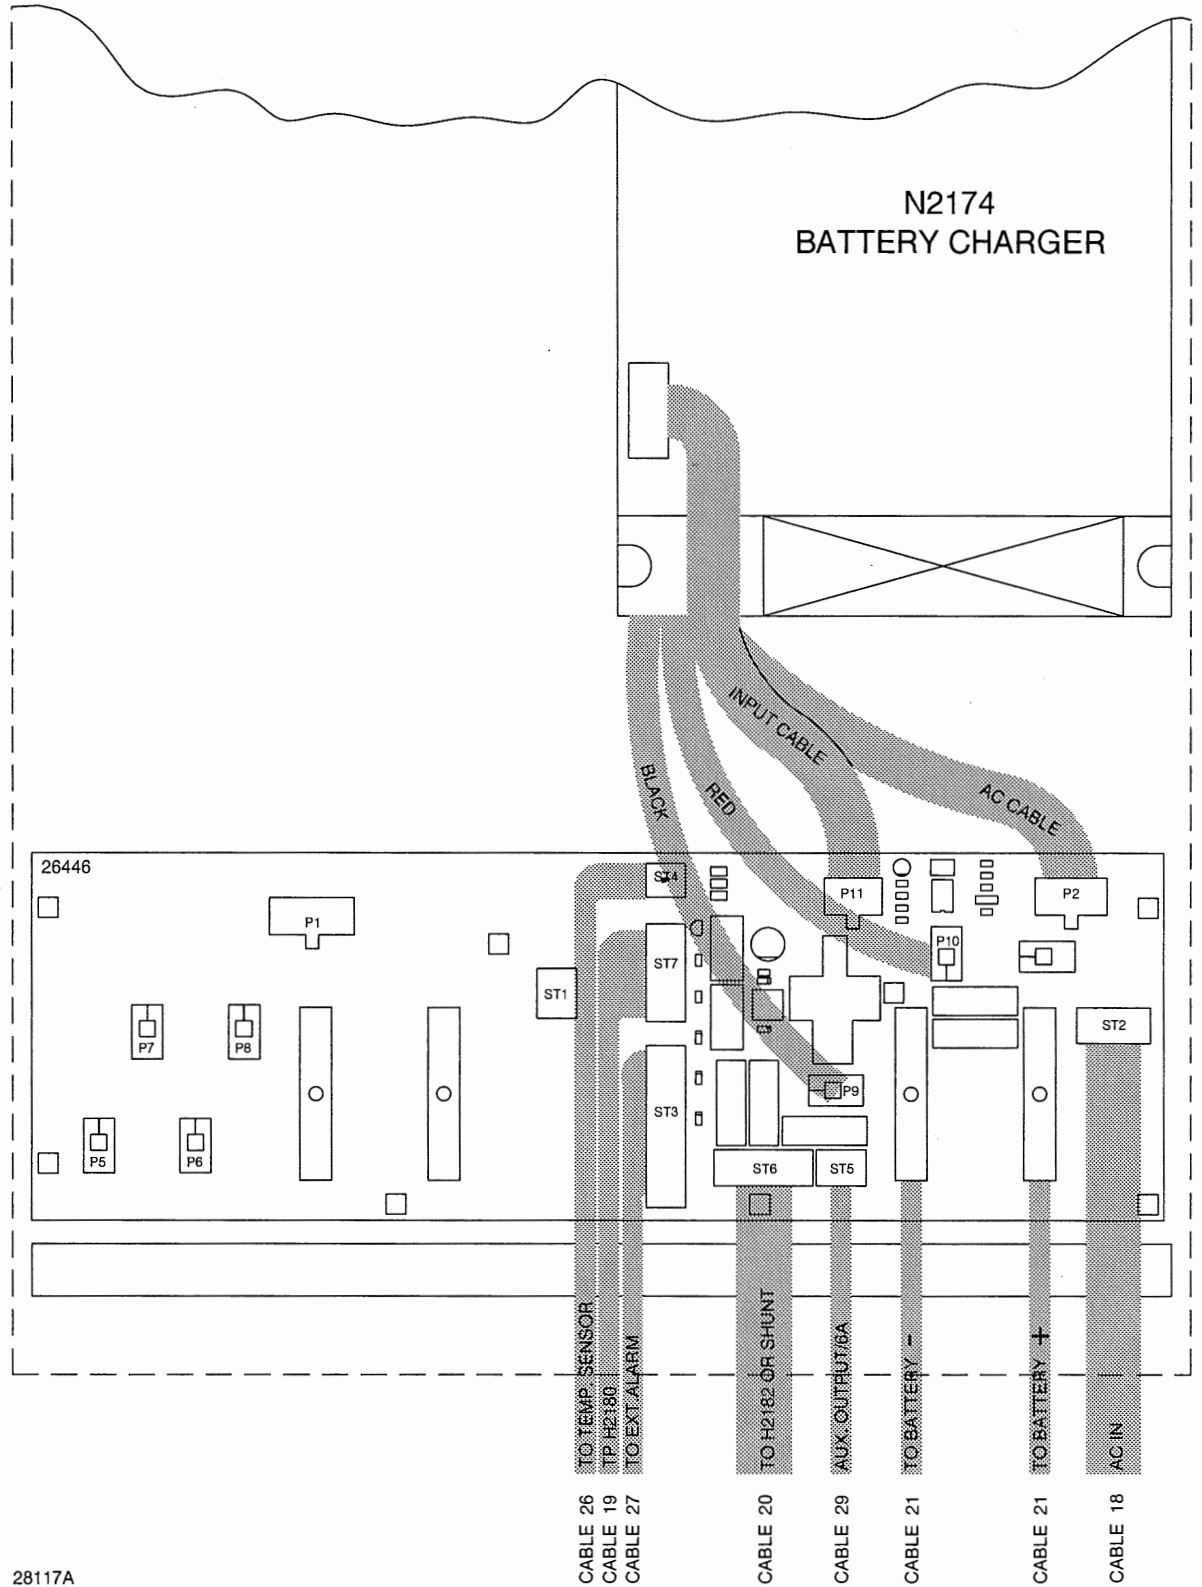 N2174
BATTERY CHARGER
INPUT CABLE
AC CABLE
BLACK
RED
26446
ST4
P11
P2
P1
P10
ST7
ST1
ST2
P7
P8
P9
ST3
P5
P6
ST6
ST5
TO TEMP. SENSOR
TP H2180
TO EXT.ALARM
TO H2182 OR SHUNT
AUX. OUTPUT/6A
TO BATTERY -
TO BATTERY +
AC IN
CABLE 26
CABLE 19
CABLE 27
CABLE 20
CABLE 29
CABLE 21
CABLE 21
CABLE 18
28117A